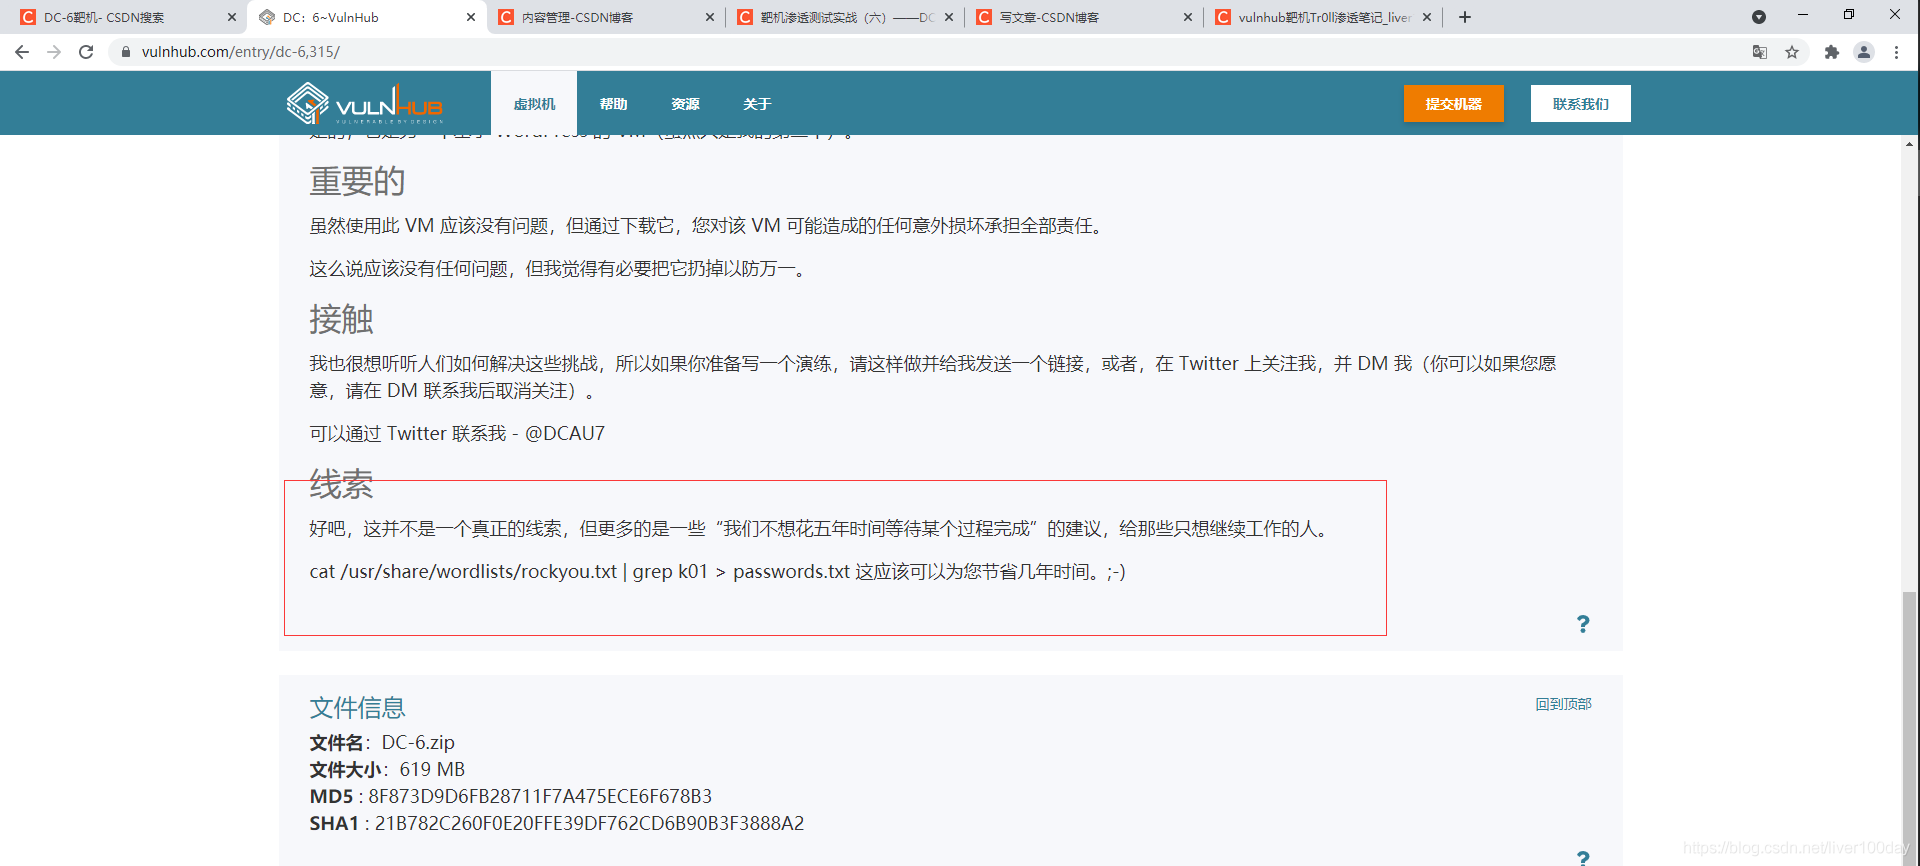 DC-6靶机- CSDN搜索
DC：6~VulnHub
内容管理-CSDN博客
靶机渗透测试实战（六）——DC
写文章-CSDN博客
vulnhub靶机Tr0ll渗透笔记_liver
vulnhub.com/entry/dc-6,315/
VULNHUB
VULNERABLE BY DESIGN
虚拟机
帮助
资源
关于
提交机器
联系我们
重要的
虽然使用此 VM 应该没有问题，但通过下载它，您对该 VM 可能造成的任何意外损坏承担全部责任。
这么说应该没有任何问题，但我觉得有必要把它扔掉以防万一。
接触
我也很想听听人们如何解决这些挑战，所以如果你准备写一个演练，请这样做并给我发送一个链接，或者，在 Twitter 上关注我，并 DM 我（你可以如果您愿
意，请在 DM 联系我后取消关注）。
可以通过 Twitter 联系我 - @DCAU7
线索
好吧，这并不是一个真正的线索，但更多的是一些“我们不想花五年时间等待某个过程完成”的建议，给那些只想继续工作的人。
cat /usr/share/wordlists/rockyou.txt | grep k01 > passwords.txt 这应该可以为您节省几年时间。;-)
?
文件信息
回到顶部
文件名：DC-6.zip
文件大小：619 MB
MD5：8F873D9D6FB28711F7A475ECE6F678B3
SHA1：21B782C260F0E20FFE39DF762CD6B90B3F3888A2
?
https://blog.csdn.net/liver100day